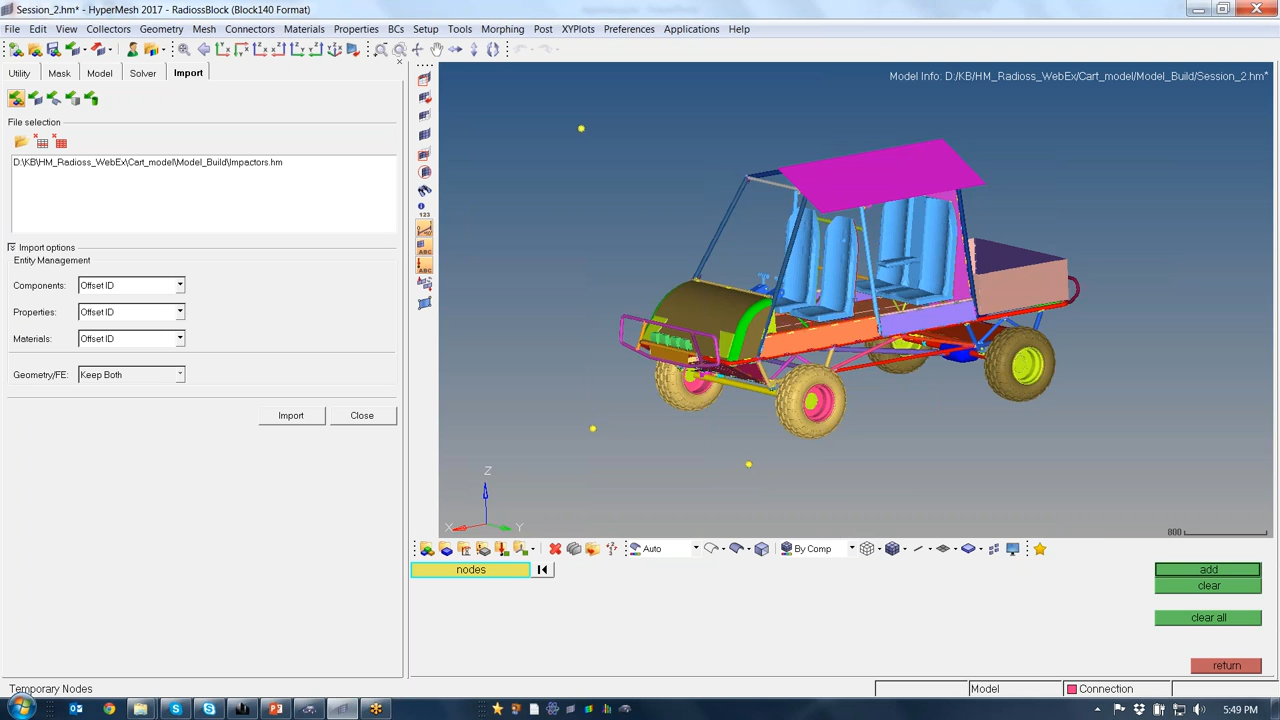 Session_2.hm* - HyperMesh 2017 - RadiossBlock (Block140 Format)
File Edit View Collectors Geometry Mesh Connectors Materials Properties BCs Setup Tools Morphing Post XYPlots Preferences Applications Help
Utility Mask Model Solver Import
Model Info: D:/KB/HM_Radioss_WebEx/Cart_model/Model_Build/Session_2.hm*
File selection
D:\KB\HM_Radioss_WebEx\Cart_model\Model_Build\Impactors.hm
123
ABC
ABC
Import options
Entity Management
Components: Offset ID
Properties: Offset ID
Materials: Offset ID
Geometry/FE: Keep Both
Import Close
Z
X Y
800
Auto By Comp
nodes
add
clear
clear all
return
Temporary Nodes Model Connection
5:49 PM